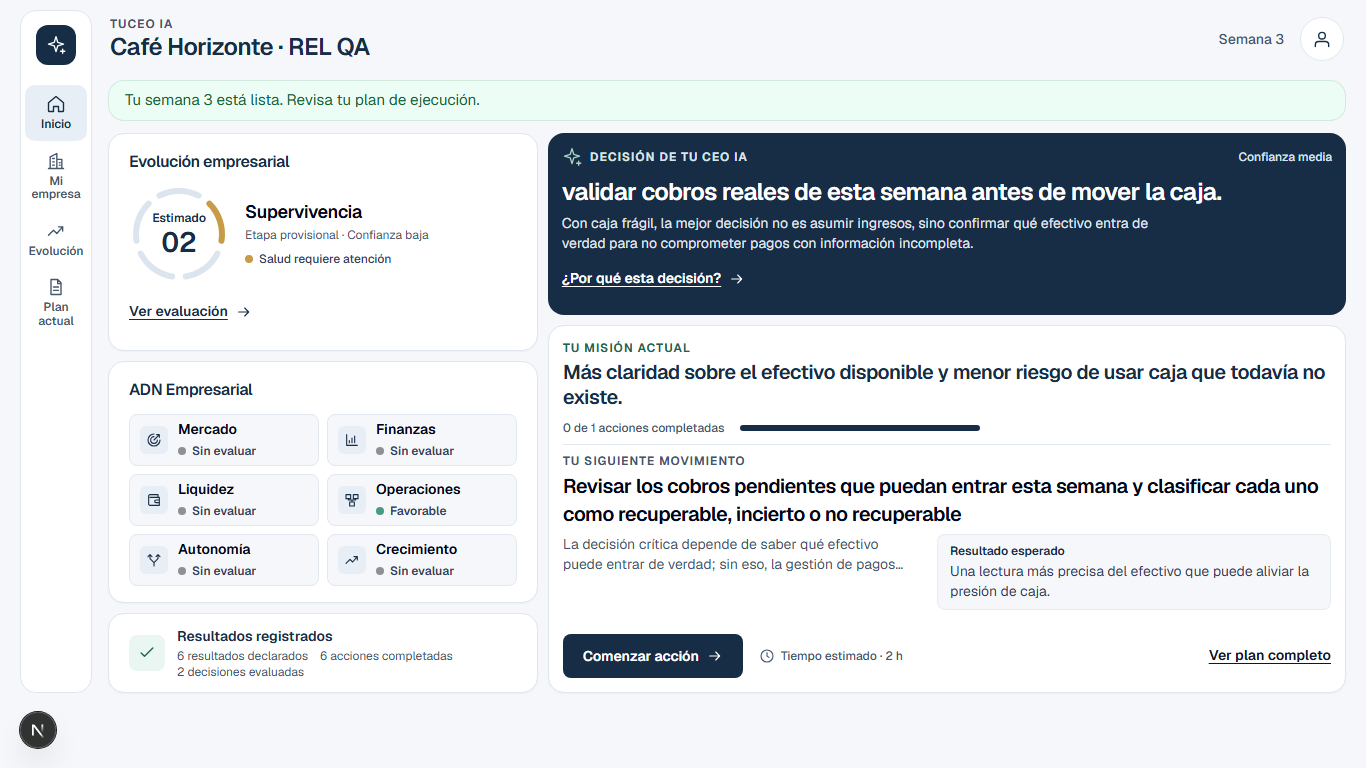 TUCEO IA
Café Horizonte · REL QA
Semana 3
Inicio
Mi
empresa
Evolución
Plan
actual
Tu semana 3 está lista. Revisa tu plan de ejecución.
Evolución empresarial
Estimado
02
Supervivencia
Etapa provisional · Confianza baja
Salud requiere atención
Ver evaluación
ADN Empresarial
Mercado
Sin evaluar
Finanzas
Sin evaluar
Liquidez
Sin evaluar
Operaciones
Favorable
Autonomía
Sin evaluar
Crecimiento
Sin evaluar
Resultados registrados
6 resultados declarados 6 acciones completadas
2 decisiones evaluadas
DECISIÓN DE TU CEO IA
Confianza media
validar cobros reales de esta semana antes de mover la caja.
Con caja frágil, la mejor decisión no es asumir ingresos, sino confirmar qué efectivo entra de
verdad para no comprometer pagos con información incompleta.
¿Por qué esta decisión?
TU MISIÓN ACTUAL
Más claridad sobre el efectivo disponible y menor riesgo de usar caja que todavía no
existe.
0 de 1 acciones completadas
TU SIGUIENTE MOVIMIENTO
Revisar los cobros pendientes que puedan entrar esta semana y clasificar cada uno
como recuperable, incierto o no recuperable
La decisión crítica depende de saber qué efectivo
puede entrar de verdad; sin eso, la gestión de pagos…
Resultado esperado
Una lectura más precisa del efectivo que puede aliviar la
presión de caja.
Comenzar acción
Tiempo estimado · 2 h
Ver plan completo
N